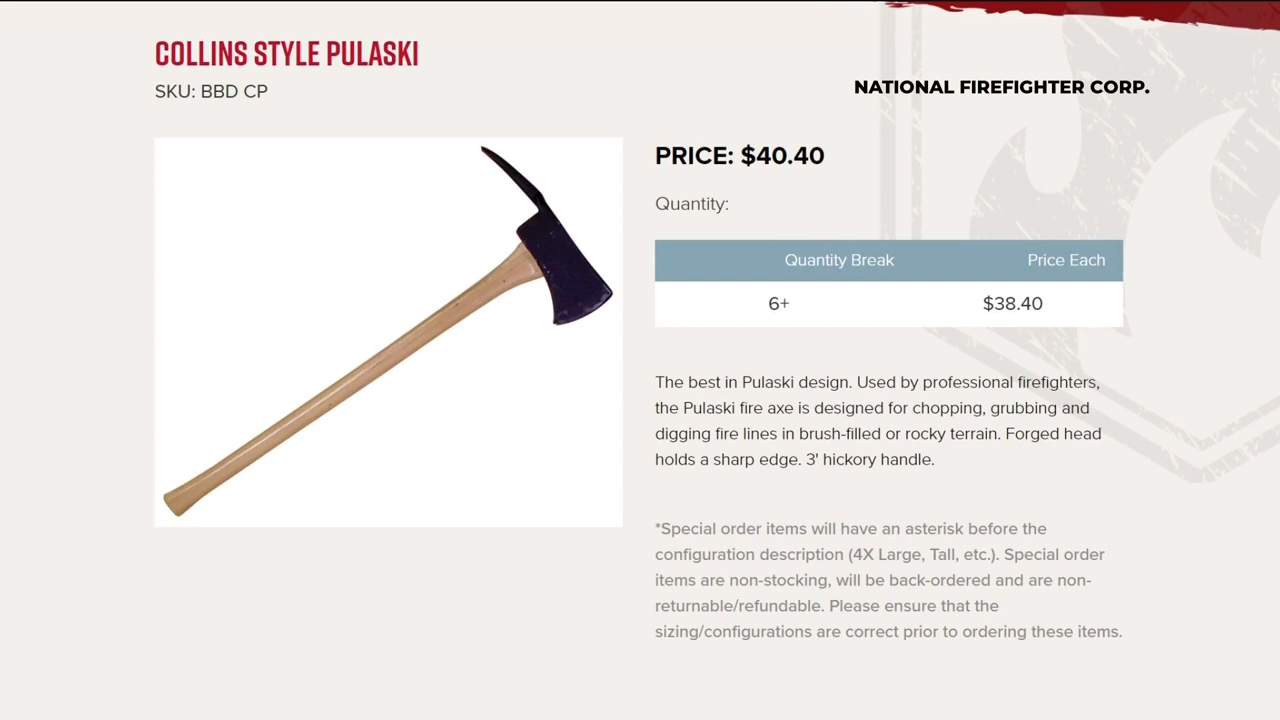 COLLINS STYLE PULASKI
SKU: BBD CP
NATIONAL FIREFIGHTER CORP.
PRICE: $40.40
Quantity:
Quantity Break Price Each
6+ $38.40
The best in Pulaski design. Used by professional firefighters,
the Pulaski fire axe is designed for chopping, grubbing and
digging fire lines in brush-filled or rocky terrain. Forged head
holds a sharp edge. 3' hickory handle.
*Special order items will have an asterisk before the
configuration description (4X Large, Tall, etc.). Special order
items are non-stocking, will be back-ordered and are non-
returnable/refundable. Please ensure that the
sizing/configurations are correct prior to ordering these items.